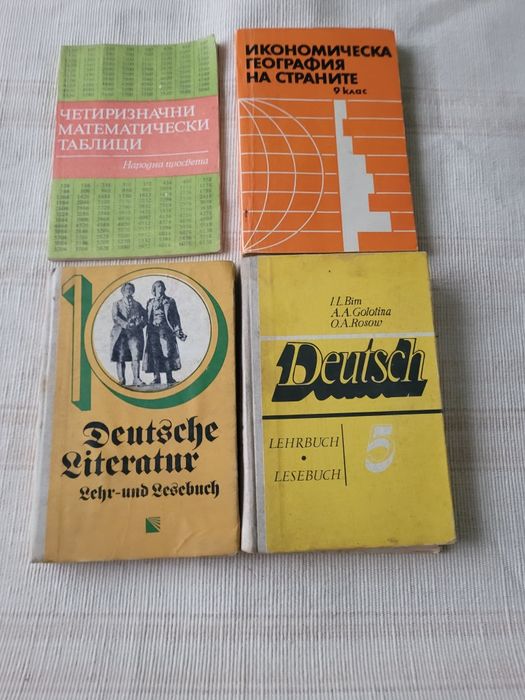 ЧЕТИРИЗНАЧНИ
МАТЕМАТИЧЕСКИ
ТАБЛИЦИ
Народна просвета
ИКОНОМИЧЕСКА
ГЕОГРАФИЯ
НА СТРАНИТЕ
9 клас
10
Deutsche
Literatur
Lehr-und Lesebuch
I.L.Bim
A.A.Golotina
O.A.Rosow
Deutsch
LEHRBUCH
•
LESEBUCH
5